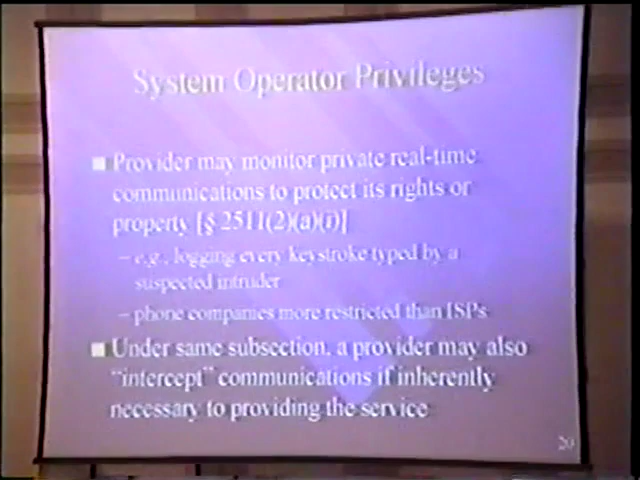 System Operator Privileges
■ Provider may monitor private real-time
communications to protect its rights or
property [§ 2511(2)(a)(i)]
– e.g., logging every keystroke typed by a
suspected intruder
– phone companies more restricted than ISPs
■ Under same subsection, a provider may also
“intercept” communications if inherently
necessary to providing the service
20